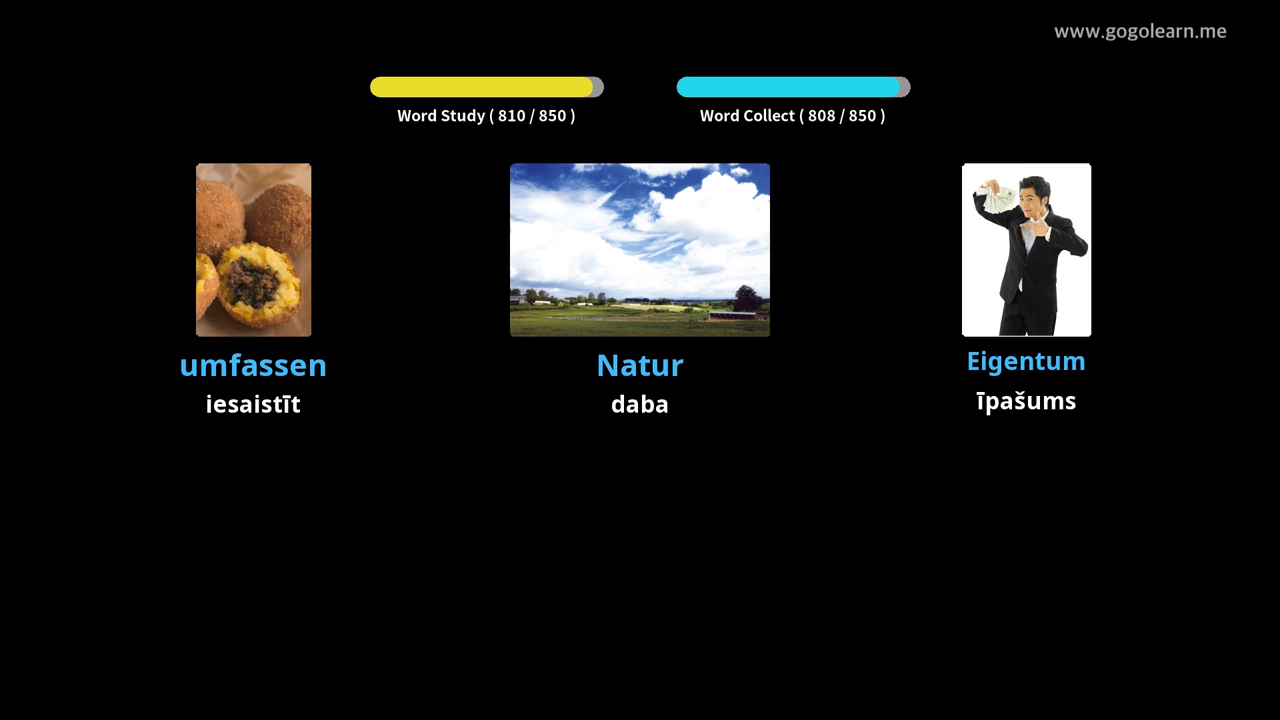 www.gogolearn.me
Word Study ( 810 / 850 )
Word Collect ( 808 / 850 )
umfassen
iesaistīt
Natur
daba
Eigentum
īpašums